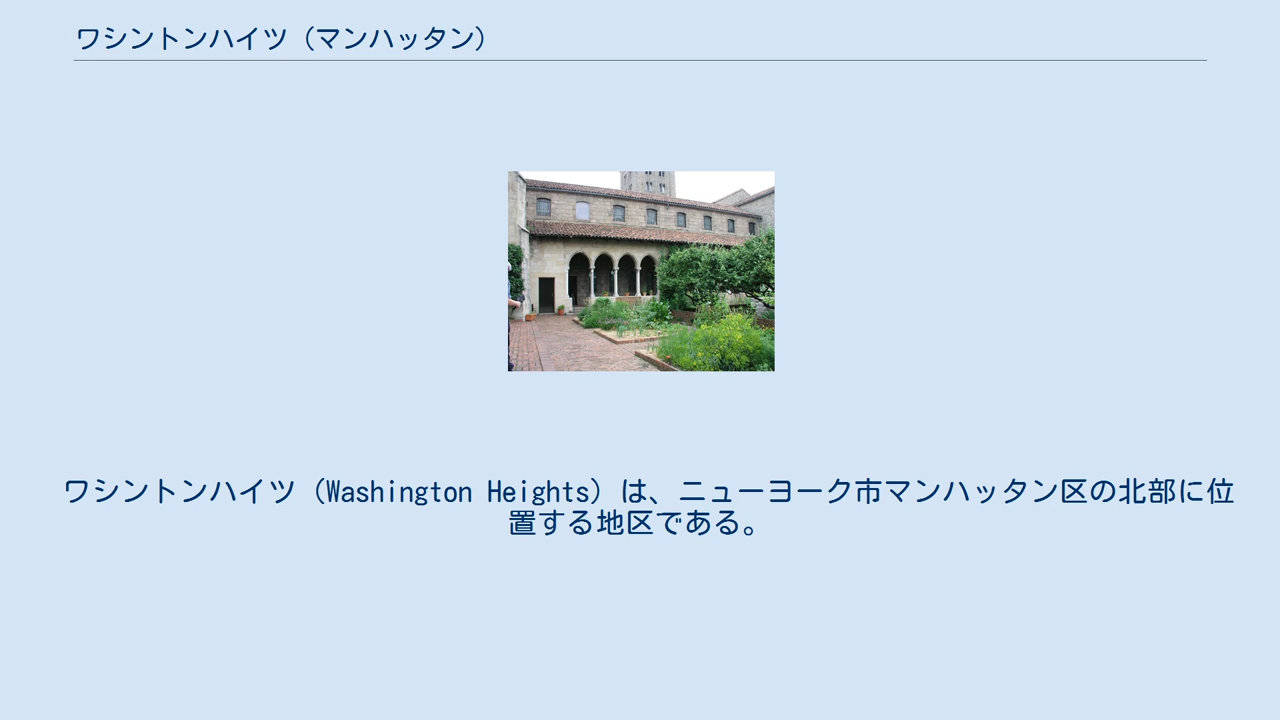 ワシントンハイツ（マンハッタン）
ワシントンハイツ（Washington Heights）は、ニューヨーク市マンハッタン区の北部に位
置する地区である。